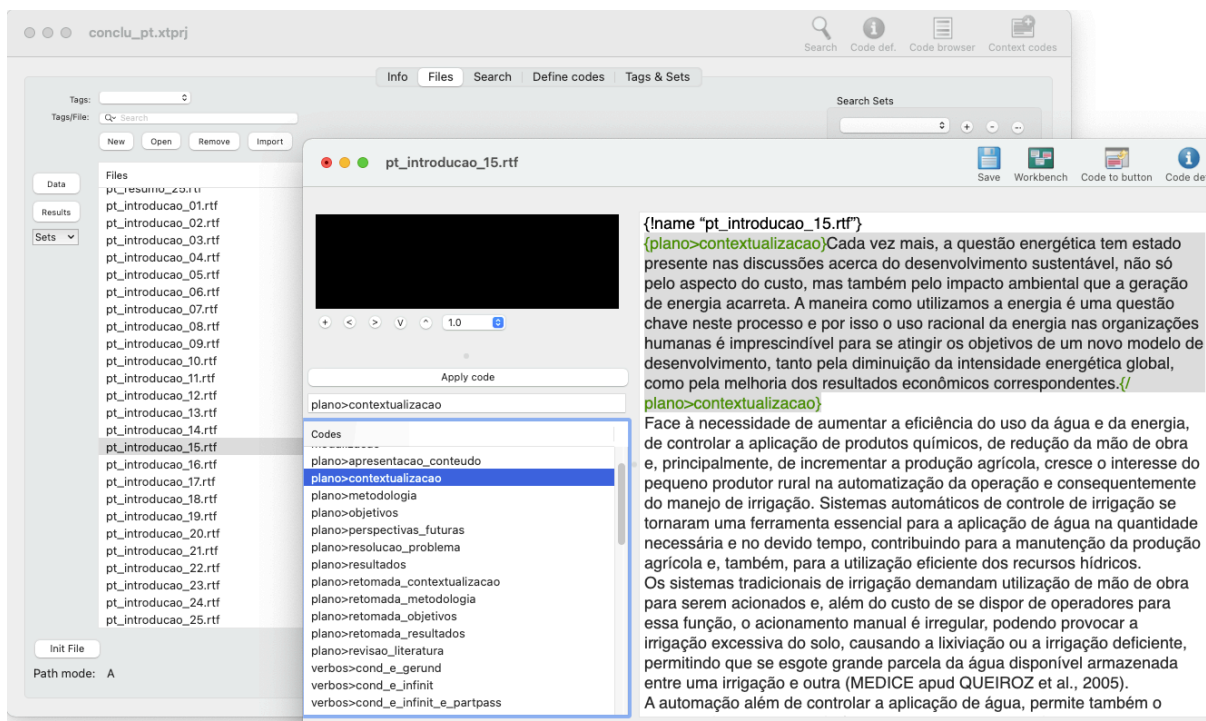 conclu_pt.xtprj
Search Code def. Code browser Context codes
Info Files Search Define codes Tags & Sets
Tags:
Search Sets
Tags/File: Search
New Open Remove Import
Data
Results
Sets
Files
pt_resumo_25.rtf
pt_introducao_01.rtf
pt_introducao_02.rtf
pt_introducao_03.rtf
pt_introducao_04.rtf
pt_introducao_05.rtf
pt_introducao_06.rtf
pt_introducao_07.rtf
pt_introducao_08.rtf
pt_introducao_09.rtf
pt_introducao_10.rtf
pt_introducao_11.rtf
pt_introducao_12.rtf
pt_introducao_13.rtf
pt_introducao_14.rtf
pt_introducao_15.rtf
pt_introducao_16.rtf
pt_introducao_17.rtf
pt_introducao_18.rtf
pt_introducao_19.rtf
pt_introducao_20.rtf
pt_introducao_21.rtf
pt_introducao_22.rtf
pt_introducao_23.rtf
pt_introducao_24.rtf
pt_introducao_25.rtf
Init File
Path mode: A
pt_introducao_15.rtf
Save Workbench Code to button Code de
+ < > V ^ 1.0
Apply code
plano>contextualizacao
Codes
plano>apresentacao_conteudo
plano>contextualizacao
plano>metodologia
plano>objetivos
plano>perspectivas_futuras
plano>resolucao_problema
plano>resultados
plano>retomada_contextualizacao
plano>retomada_metodologia
plano>retomada_objetivos
plano>retomada_resultados
plano>revisao_literatura
verbos>cond_e_gerund
verbos>cond_e_infinit
verbos>cond_e_infinit_e_partpass
{!name “pt_introducao_15.rtf”}
{plano>contextualizacao}Cada vez mais, a questão energética tem estado
presente nas discussões acerca do desenvolvimento sustentável, não só
pelo aspecto do custo, mas também pelo impacto ambiental que a geração
de energia acarreta. A maneira como utilizamos a energia é uma questão
chave neste processo e por isso o uso racional da energia nas organizações
humanas é imprescindível para se atingir os objetivos de um novo modelo de
desenvolvimento, tanto pela diminuição da intensidade energética global,
como pela melhoria dos resultados econômicos correspondentes.{/
plano>contextualizacao}
Face à necessidade de aumentar a eficiência do uso da água e da energia,
de controlar a aplicação de produtos químicos, de redução da mão de obra
e, principalmente, de incrementar a produção agrícola, cresce o interesse do
pequeno produtor rural na automatização da operação e consequentemente
do manejo de irrigação. Sistemas automáticos de controle de irrigação se
tornaram uma ferramenta essencial para a aplicação de água na quantidade
necessária e no devido tempo, contribuindo para a manutenção da produção
agrícola e, também, para a utilização eficiente dos recursos hídricos.
Os sistemas tradicionais de irrigação demandam utilização de mão de obra
para serem acionados e, além do custo de se dispor de operadores para
essa função, o acionamento manual é irregular, podendo provocar a
irrigação excessiva do solo, causando a lixiviação ou a irrigação deficiente,
permitindo que se esgote grande parcela da água disponível armazenada
entre uma irrigação e outra (MEDICE apud QUEIROZ et al., 2005).
A automação além de controlar a aplicação de água, permite também o